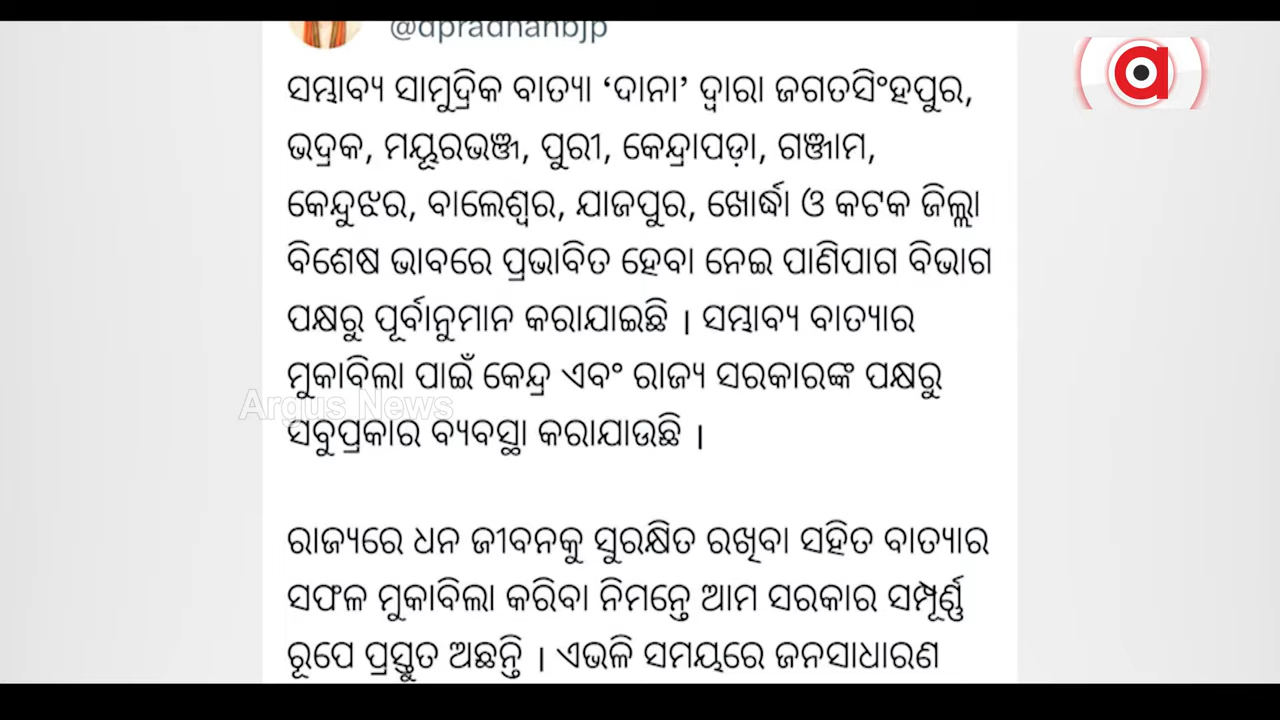 @dpradhanbjp
ସମ୍ଭାବ୍ୟ ସାମୁଦ୍ରିକ ବାତ୍ୟା ‘ଦାନା’ ଦ୍ୱାରା ଜଗତସିଂହପୁର,
ଭଦ୍ରକ, ମୟୂରଭଞ୍ଜ, ପୁରୀ, କେନ୍ଦ୍ରାପଡ଼ା, ଗଞ୍ଜାମ,
କେନ୍ଦୁଝର, ବାଲେଶ୍ୱର, ଯାଜପୁର, ଖୋର୍ଦ୍ଧା ଓ କଟକ ଜିଲ୍ଲା
ବିଶେଷ ଭାବରେ ପ୍ରଭାବିତ ହେବା ନେଇ ପାଣିପାଗ ବିଭାଗ
ପକ୍ଷରୁ ପୂର୍ବାନୁମାନ କରାଯାଇଛି । ସମ୍ଭାବ୍ୟ ବାତ୍ୟାର
ମୁକାବିଲା ପାଇଁ କେନ୍ଦ୍ର ଏବଂ ରାଜ୍ୟ ସରକାରଙ୍କ ପକ୍ଷରୁ
Argus News
ସବୁପ୍ରକାର ବ୍ୟବସ୍ଥା କରାଯାଉଛି ।
ରାଜ୍ୟରେ ଧନ ଜୀବନକୁ ସୁରକ୍ଷିତ ରଖିବା ସହିତ ବାତ୍ୟାର
ସଫଳ ମୁକାବିଲା କରିବା ନିମନ୍ତେ ଆମ ସରକାର ସମ୍ପୂର୍ଣ୍ଣ
ରୂପେ ପ୍ରସ୍ତୁତ ଅଛନ୍ତି । ଏଭଳି ସମୟରେ ଜନସାଧାରଣ